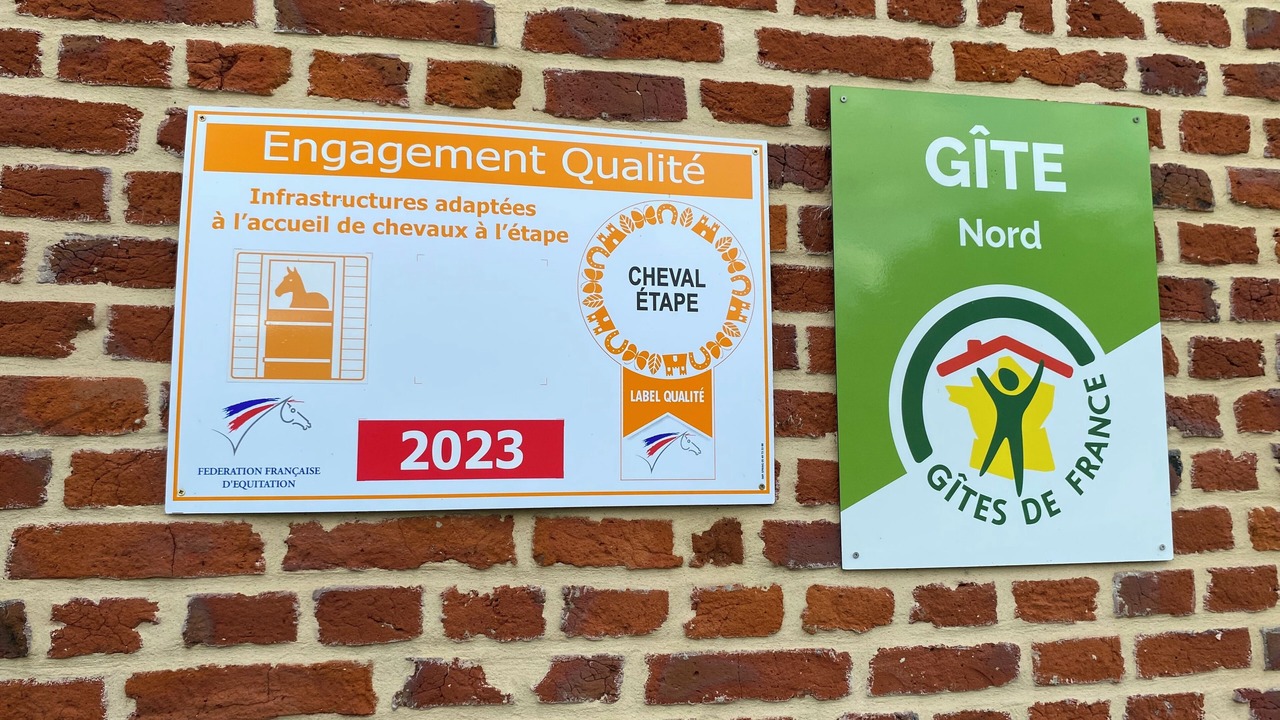 Engagement Qualité
Infrastructures adaptées
à l'accueil de chevaux à l'étape
CHEVAL
ÉTAPE
LABEL QUALITÉ
2023
FEDERATION FRANÇAISE
D'EQUITATION
GÎTE
Nord
GÎTES DE FRANCE